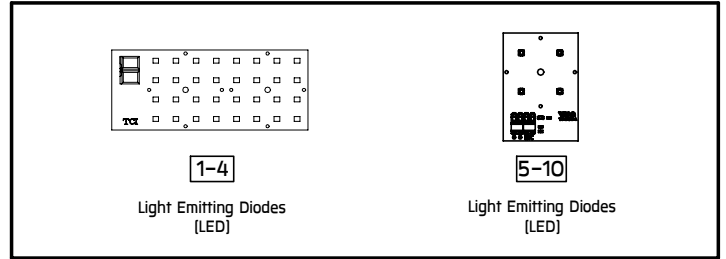 TCI
1-4
5-10
Light Emitting Diodes
(LED)
Light Emitting Diodes
(LED)